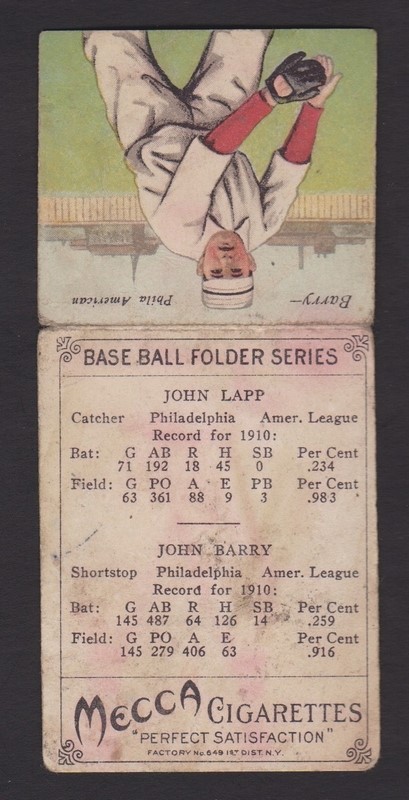 Barry— Phila American
BASE BALL FOLDER SERIES
JOHN LAPP
Catcher Philadelphia Amer. League
Record for 1910:
Bat: G AB R H SB Per Cent
71 192 18 45 0 .234
Field: G PO A E PB Per Cent
63 361 88 9 3 .983
JOHN BARRY
Shortstop Philadelphia Amer. League
Record for 1910:
Bat: G AB R H SB Per Cent
145 487 64 126 14 .259
Field: G PO A E Per Cent
145 279 406 63 .916
MECCA CIGARETTES
"PERFECT SATISFACTION"
FACTORY No. 649 1ST DIST. N.Y.